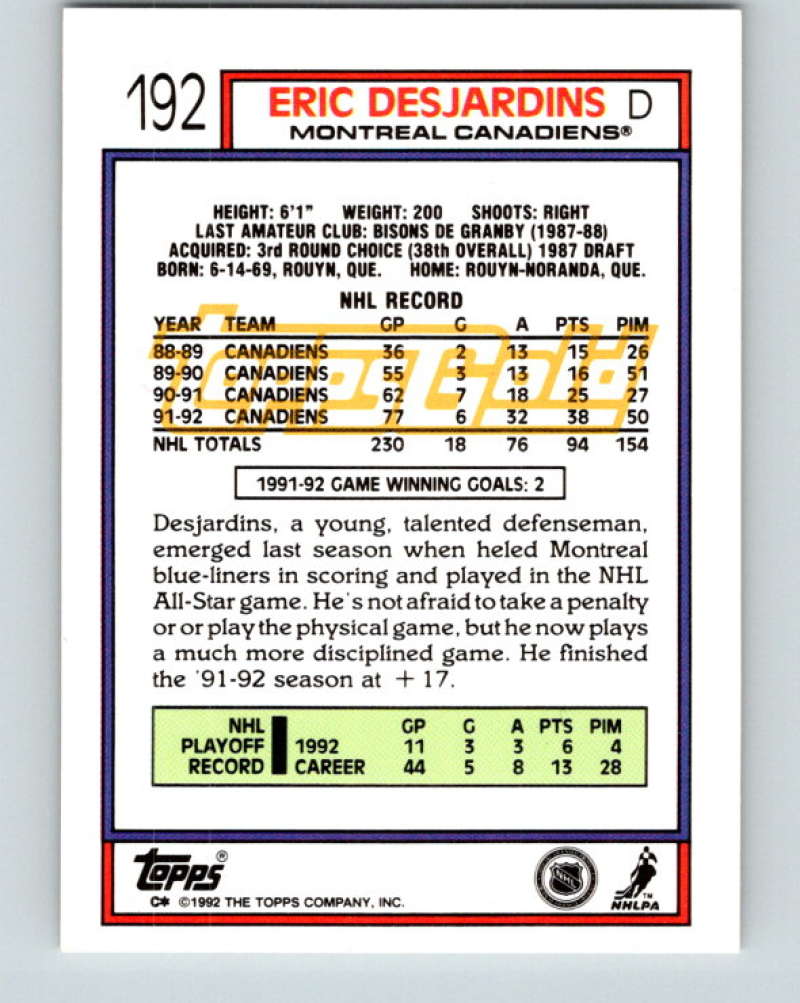 192 ERIC DESJARDINS D
MONTREAL CANADIENS®
HEIGHT: 6'1" WEIGHT: 200 SHOOTS: RIGHT
LAST AMATEUR CLUB: BISONS DE GRANBY (1987-88)
ACQUIRED: 3rd ROUND CHOICE (38th OVERALL) 1987 DRAFT
BORN: 6-14-69, ROUYN, QUE. HOME: ROUYN-NORANDA, QUE.
NHL RECORD
YEAR TEAM GP G A PTS PIM
88-89 CANADIENS 36 2 13 15 26
89-90 CANADIENS 55 3 13 16 51
90-91 CANADIENS 62 7 18 25 27
91-92 CANADIENS 77 6 32 38 50
NHL TOTALS 230 18 76 94 154
topps Gold
1991-92 GAME WINNING GOALS: 2
Desjardins, a young, talented defenseman,
emerged last season when heled Montreal
blue-liners in scoring and played in the NHL
All-Star game. He's not afraid to take a penalty
or or play the physical game, but he now plays
a much more disciplined game. He finished
the '91-92 season at + 17.
NHL GP G A PTS PIM
PLAYOFF 1992 11 3 3 6 4
RECORD CAREER 44 5 8 13 28
TOPPS®
C* ©1992 THE TOPPS COMPANY, INC.
NHL
TM
NHLPA